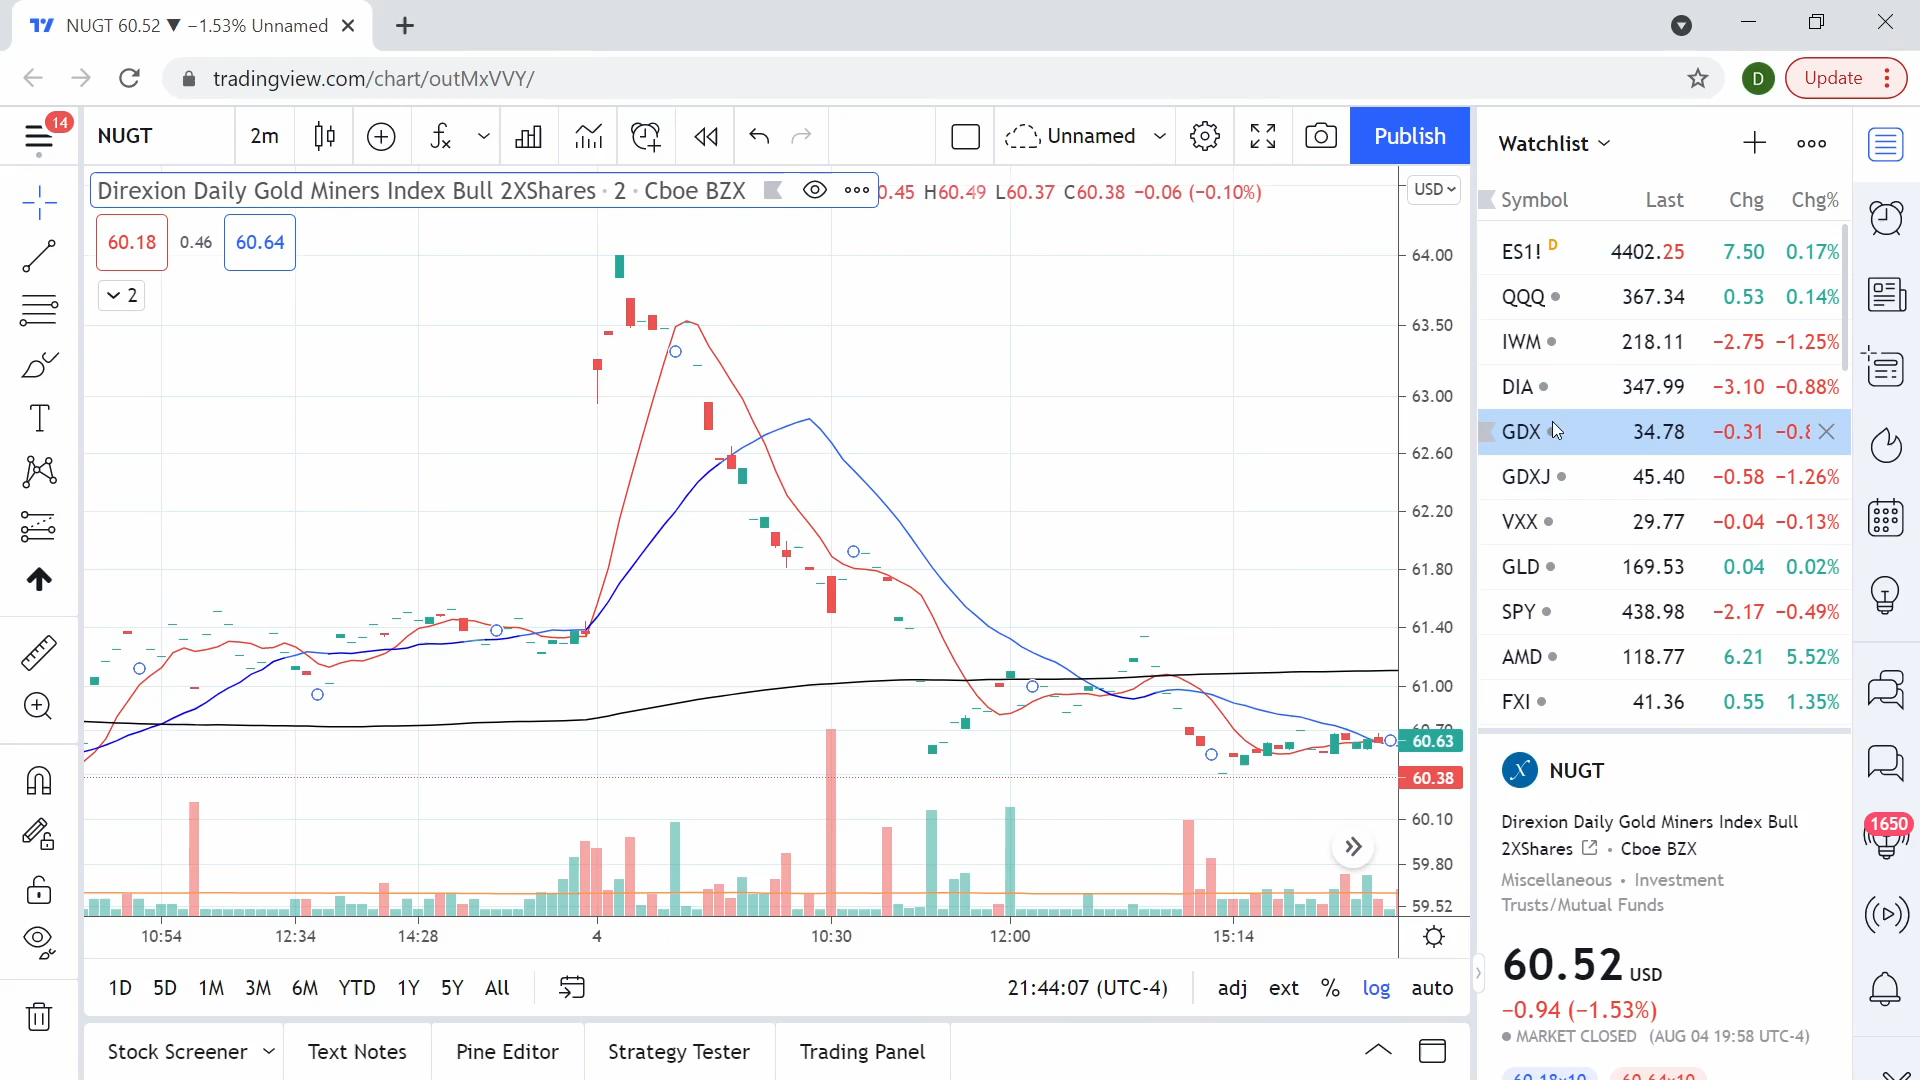 NUGT 60.52 ▼ −1.53% Unnamed
tradingview.com/chart/outMxVVY/
D
Update
14
NUGT
2m
Unnamed
Publish
Direxion Daily Gold Miners Index Bull 2XShares · 2 · Cboe BZX
0.45 H60.49 L60.37 C60.38 −0.06 (−0.10%)
USD
60.18
0.46
60.64
2
64.00
63.50
63.00
62.60
62.20
61.80
61.40
61.00
60.63
60.38
60.10
59.80
59.52
10:54
12:34
14:28
4
10:30
12:00
15:14
1D 5D 1M 3M 6M YTD 1Y 5Y All
21:44:07 (UTC-4)
adj ext % log auto
Stock Screener
Text Notes
Pine Editor
Strategy Tester
Trading Panel
Watchlist
Symbol Last Chg Chg%
ES1! D 4402.25 7.50 0.17%
QQQ 367.34 0.53 0.14%
IWM 218.11 −2.75 −1.25%
DIA 347.99 −3.10 −0.88%
GDX 34.78 −0.31 −0.8
GDXJ 45.40 −0.58 −1.26%
VXX 29.77 −0.04 −0.13%
GLD 169.53 0.04 0.02%
SPY 438.98 −2.17 −0.49%
AMD 118.77 6.21 5.52%
FXI 41.36 0.55 1.35%
NUGT
Direxion Daily Gold Miners Index Bull
2XShares · Cboe BZX
Miscellaneous • Investment
Trusts/Mutual Funds
60.52 USD
−0.94 (−1.53%)
MARKET CLOSED (AUG 04 19:58 UTC-4)
60.18x10 60.64x10
1650